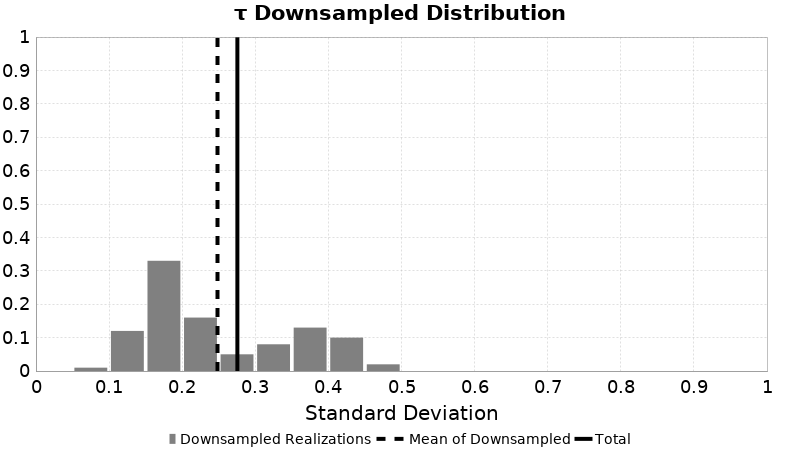 τ Downsampled Distribution
1
0.9
0.8
0.7
0.6
0.5
0.4
0.3
0.2
0.1
0
0 0.1 0.2 0.3 0.4 0.5 0.6 0.7 0.8 0.9 1
Standard Deviation
Downsampled Realizations Mean of Downsampled Total